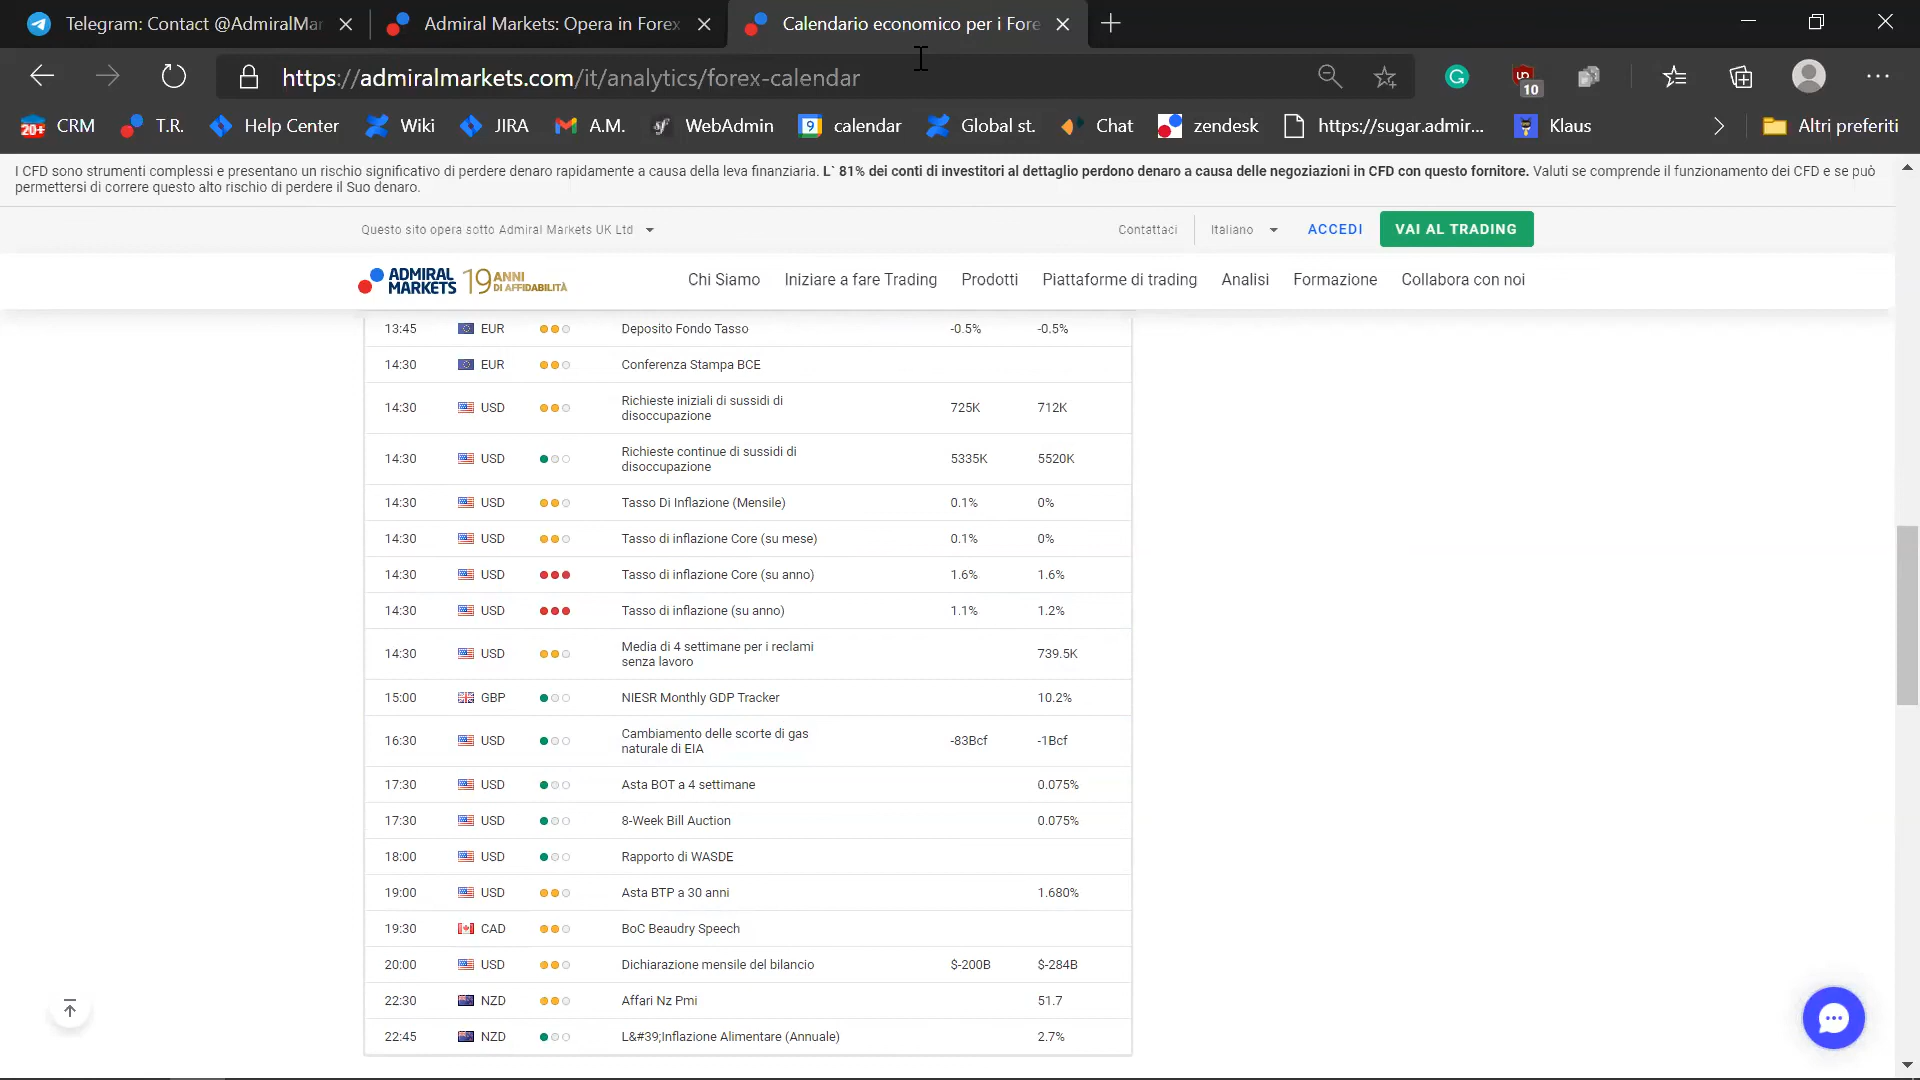 Telegram: Contact @AdmiralMar
Admiral Markets: Opera in Forex
Calendario economico per i Fore
https://admiralmarkets.com/it/analytics/forex-calendar
10
20+ CRM
T.R.
Help Center
Wiki
JIRA
A.M.
WebAdmin
9 calendar
Global st.
Chat
zendesk
https://sugar.admir...
Klaus
Altri preferiti
I CFD sono strumenti complessi e presentano un rischio significativo di perdere denaro rapidamente a causa della leva finanziaria. L` 81% dei conti di investitori al dettaglio perdono denaro a causa delle negoziazioni in CFD con questo fornitore. Valuti se comprende il funzionamento dei CFD e se può
permettersi di correre questo alto rischio di perdere il Suo denaro.
Questo sito opera sotto Admiral Markets UK Ltd
Contattaci
Italiano
ACCEDI
VAI AL TRADING
ADMIRAL
MARKETS
19 ANNI
DI AFFIDABILITÀ
Chi Siamo
Iniziare a fare Trading
Prodotti
Piattaforme di trading
Analisi
Formazione
Collabora con noi
13:45 EUR Deposito Fondo Tasso -0.5% -0.5%
14:30 EUR Conferenza Stampa BCE
14:30 USD Richieste iniziali di sussidi di
disoccupazione 725K 712K
14:30 USD Richieste continue di sussidi di
disoccupazione 5335K 5520K
14:30 USD Tasso Di Inflazione (Mensile) 0.1% 0%
14:30 USD Tasso di inflazione Core (su mese) 0.1% 0%
14:30 USD Tasso di inflazione Core (su anno) 1.6% 1.6%
14:30 USD Tasso di inflazione (su anno) 1.1% 1.2%
14:30 USD Media di 4 settimane per i reclami
senza lavoro 739.5K
15:00 GBP NIESR Monthly GDP Tracker 10.2%
16:30 USD Cambiamento delle scorte di gas
naturale di EIA -83Bcf -1Bcf
17:30 USD Asta BOT a 4 settimane 0.075%
17:30 USD 8-Week Bill Auction 0.075%
18:00 USD Rapporto di WASDE
19:00 USD Asta BTP a 30 anni 1.680%
19:30 CAD BoC Beaudry Speech
20:00 USD Dichiarazione mensile del bilancio $-200B $-284B
22:30 NZD Affari Nz Pmi 51.7
22:45 NZD L&#39;Inflazione Alimentare (Annuale) 2.7%